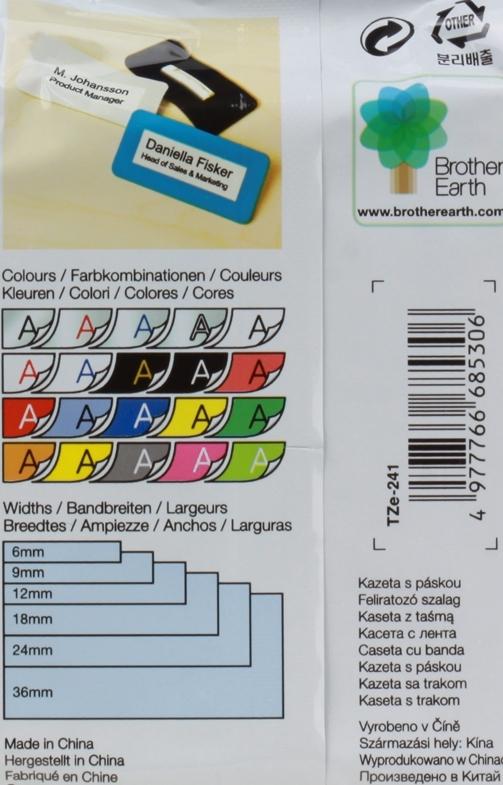 M. Johansson
Product Manager
Daniella Fisker
Head of Sales & Marketing
Colours / Farbkombinationen / Couleurs
Kleuren / Colori / Colores / Cores
A A A A A
A A A A A
A A A A A
A A A A A
Widths / Bandbreiten / Largeurs
Breedtes / Ampiezze / Anchos / Larguras
6mm
9mm
12mm
18mm
24mm
36mm
Made in China
Hergestellt in China
Fabriqué en Chine
OTHER
분리배출
Brother
Earth
www.brotherearth.com
TZe-241
4 977766 685306
Kazeta s páskou
Feliratozó szalag
Kaseta z taśmą
Касета с лента
Caseta cu banda
Kazeta s páskou
Kazeta sa trakom
Kaseta s trakom
Vyrobeno v Číně
Származási hely: Kína
Wyprodukowano w Chinac
Произведено в Китай